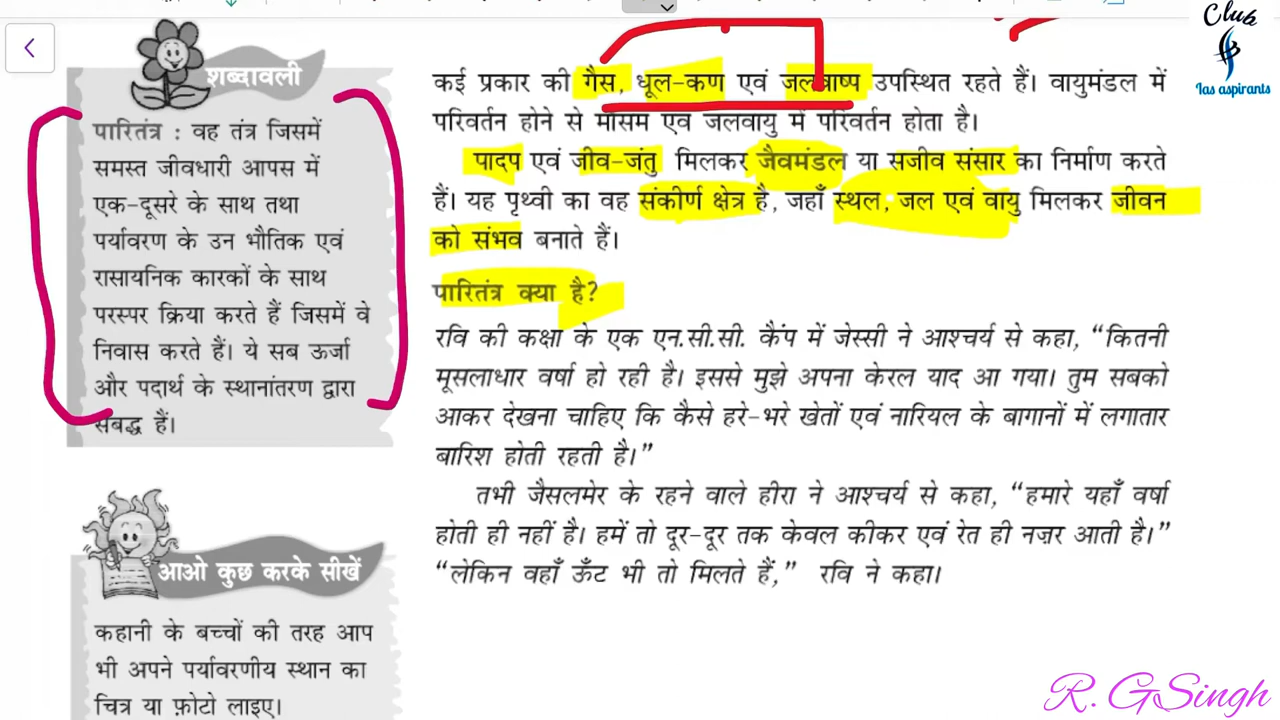 Club
Ias aspirants
शब्दावली
पारितंत्र : वह तंत्र जिसमें
समस्त जीवधारी आपस में
एक-दूसरे के साथ तथा
पर्यावरण के उन भौतिक एवं
रासायनिक कारकों के साथ
परस्पर क्रिया करते हैं जिसमें वे
निवास करते हैं। ये सब ऊर्जा
और पदार्थ के स्थानांतरण द्वारा
संबद्ध हैं।
आओ कुछ करके सीखें
कहानी के बच्चों की तरह आप
भी अपने पर्यावरणीय स्थान का
चित्र या फ़ोटो लाइए।
कई प्रकार की गैस, धूल-कण एवं जलवाष्प उपस्थित रहते हैं। वायुमंडल में
परिवर्तन होने से मौसम एवं जलवायु में परिवर्तन होता है।
पादप एवं जीव-जंतु मिलकर जैवमंडल या सजीव संसार का निर्माण करते
हैं। यह पृथ्वी का वह संकीर्ण क्षेत्र है, जहाँ स्थल, जल एवं वायु मिलकर जीवन
को संभव बनाते हैं।
पारितंत्र क्या है?
रवि की कक्षा के एक एन.सी.सी. कैंप में जेस्सी ने आश्चर्य से कहा, “कितनी
मूसलाधार वर्षा हो रही है। इससे मुझे अपना केरल याद आ गया। तुम सबको
आकर देखना चाहिए कि कैसे हरे-भरे खेतों एवं नारियल के बागानों में लगातार
बारिश होती रहती है।”
तभी जैसलमेर के रहने वाले हीरा ने आश्चर्य से कहा, “हमारे यहाँ वर्षा
होती ही नहीं है। हमें तो दूर-दूर तक केवल कीकर एवं रेत ही नज़र आती है।”
“लेकिन वहाँ ऊँट भी तो मिलते हैं,” रवि ने कहा।
R. G Singh